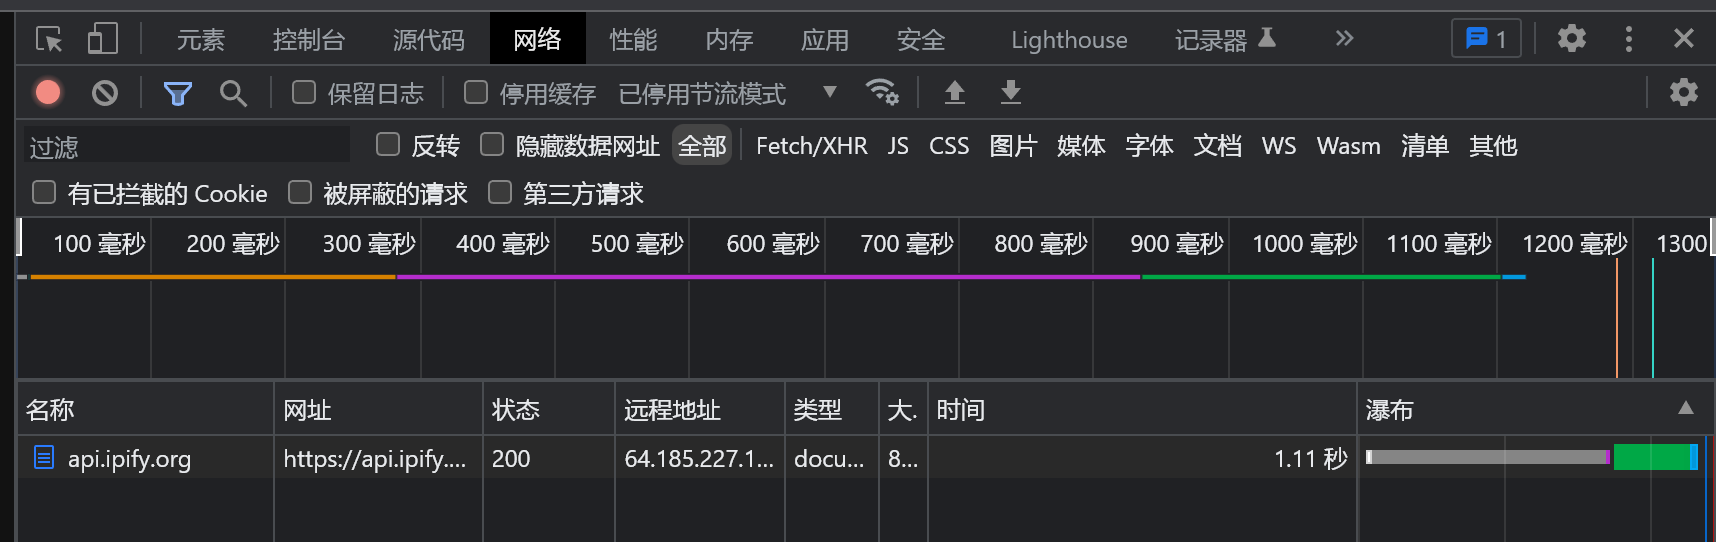 元素 控制台 源代码 网络 性能 内存 应用 安全 Lighthouse 记录器 1
保留日志 停用缓存 已停用节流模式
过滤 反转 隐藏数据网址 全部 Fetch/XHR JS CSS 图片 媒体 字体 文档 WS Wasm 清单 其他
有已拦截的 Cookie 被屏蔽的请求 第三方请求
100 毫秒 200 毫秒 300 毫秒 400 毫秒 500 毫秒 600 毫秒 700 毫秒 800 毫秒 900 毫秒 1000 毫秒 1100 毫秒 1200 毫秒 1300
名称 网址 状态 远程地址 类型 大. 时间 瀑布
api.ipify.org https://api.ipify.... 200 64.185.227.1... docu... 8... 1.11 秒